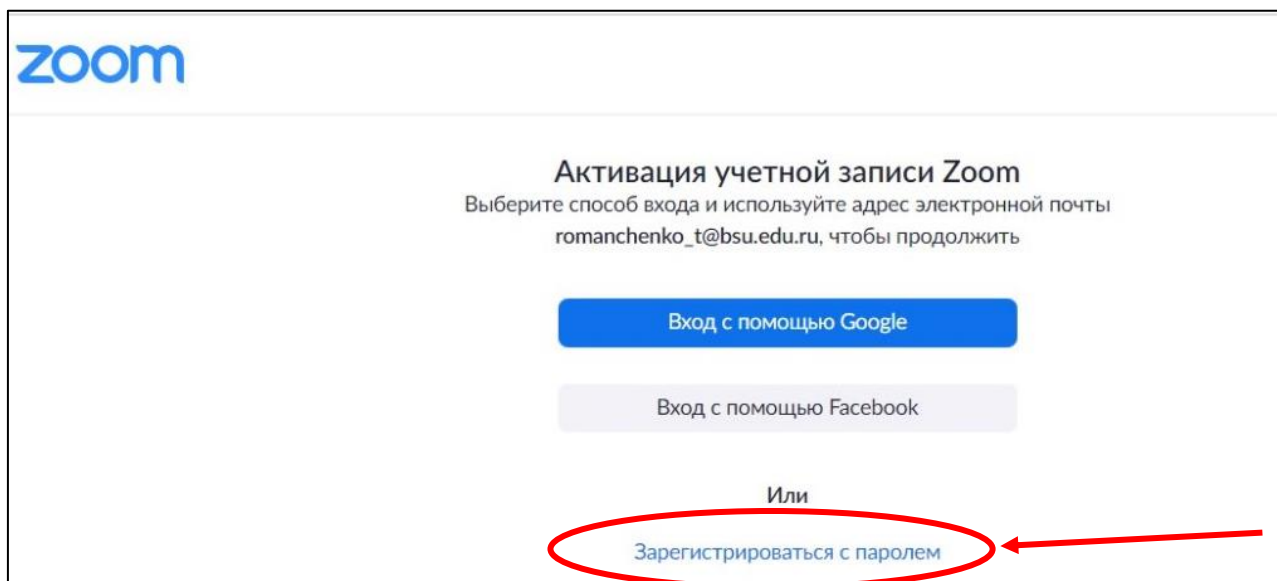 zoom
Активация учетной записи Zoom
Выберите способ входа и используйте адрес электронной почты
romanchenko_t@bsu.edu.ru, чтобы продолжить
Вход с помощью Google
Вход с помощью Facebook
Или
Зарегистрироваться с паролем